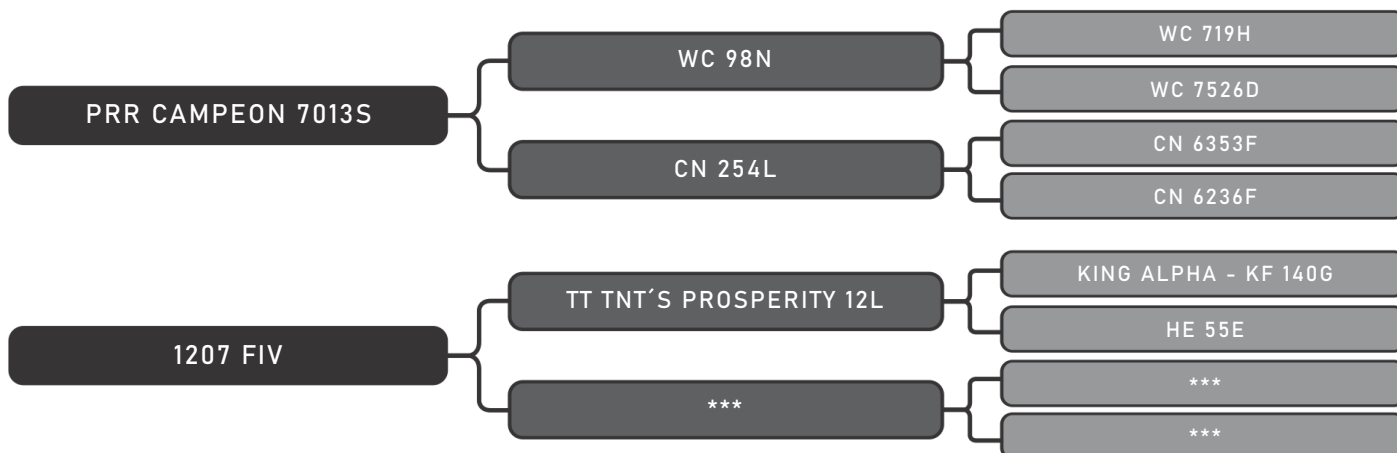 PRR CAMPEON 7013S
WC 98N
WC 719H
WC 7526D
CN 254L
CN 6353F
CN 6236F
1207 FIV
TT TNT´S PROSPERITY 12L
KING ALPHA - KF 140G
HE 55E
***
***
***